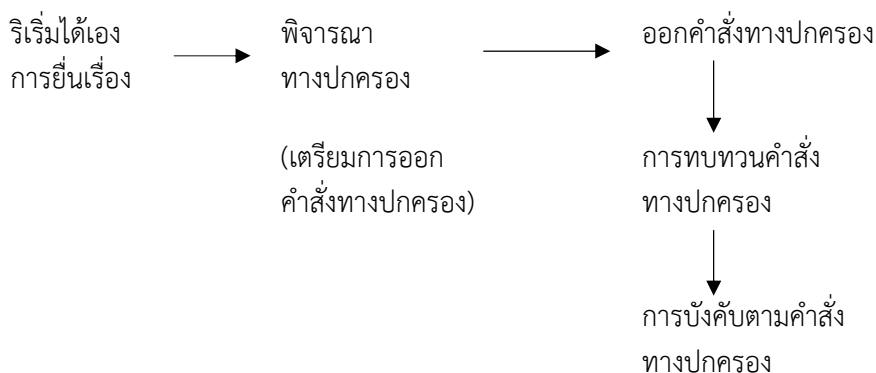 ริเริ่มได้เอง
การยื่นเรื่อง
พิจารณา
ทางปกครอง
(เตรียมการออก
คำสั่งทางปกครอง)
ออกคำสั่งทางปกครอง
การทบทวนคำสั่ง
ทางปกครอง
การบังคับตามคำสั่ง
ทางปกครอง